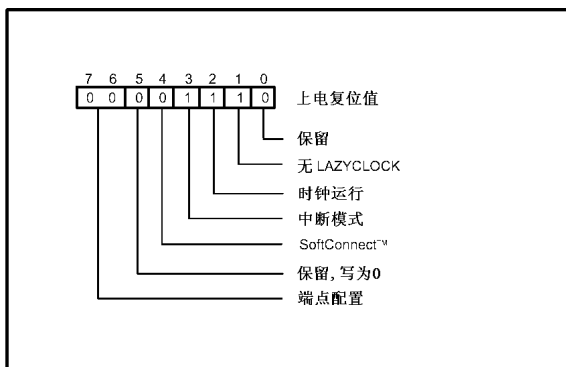 7 6 5 4 3 2 1 0
0 0 0 0 1 1 1 0 上电复位值
保留
无 LAZYCLOCK
时钟运行
中断模式
SoftConnect™
保留, 写为0
端点配置